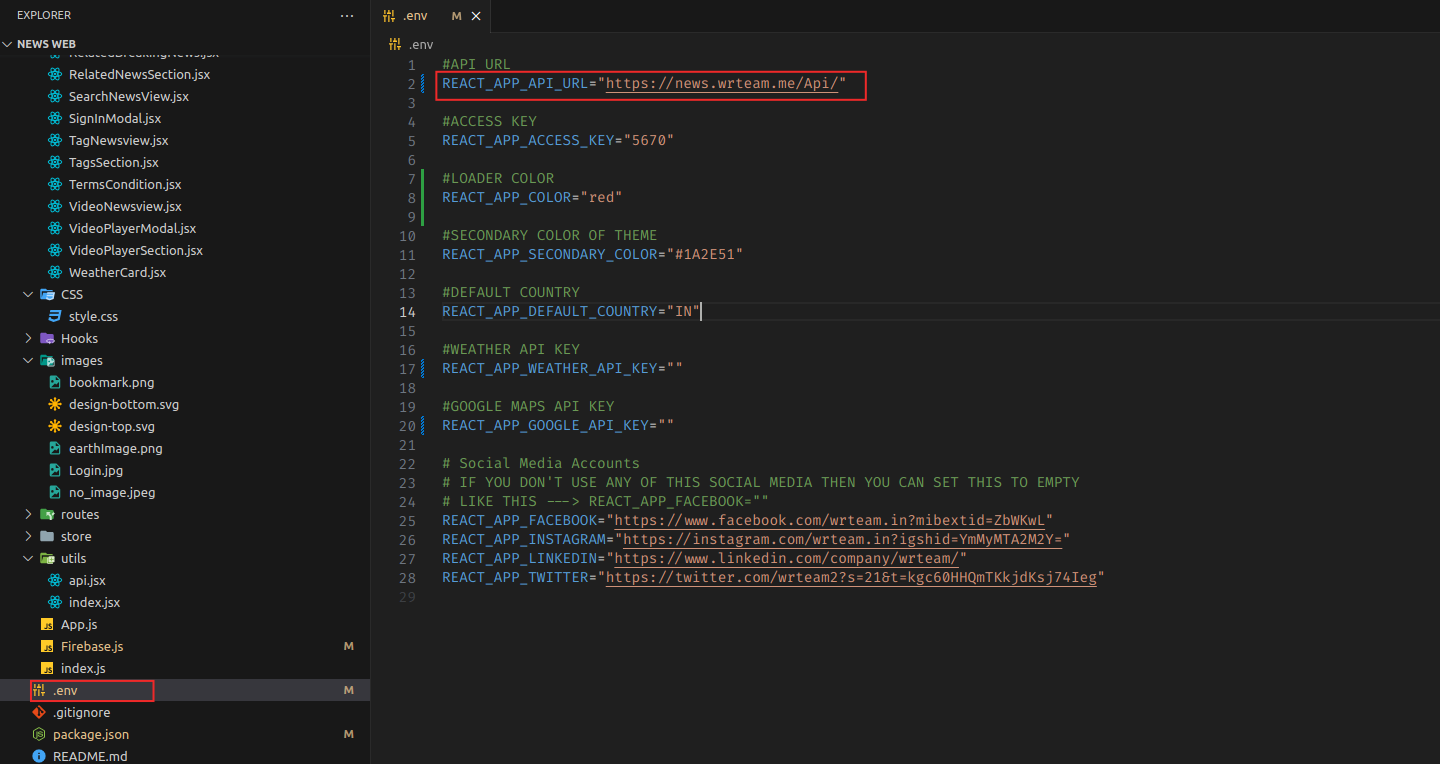 EXPLORER
NEWS WEB
RelatedBreakingNews.jsx
RelatedNewsSection.jsx
SearchNewsView.jsx
SignInModal.jsx
TagNewsview.jsx
TagsSection.jsx
TermsCondition.jsx
VideoNewsview.jsx
VideoPlayerModal.jsx
VideoPlayerSection.jsx
WeatherCard.jsx
CSS
style.css
Hooks
images
bookmark.png
design-bottom.svg
design-top.svg
earthImage.png
Login.jpg
no_image.jpeg
routes
store
utils
api.jsx
index.jsx
App.js
Firebase.js M
index.js
.env M
.gitignore
package.json M
README.md
.env M
.env
1 #API URL
2 REACT_APP_API_URL="https://news.wrteam.me/Api/"
3
4 #ACCESS KEY
5 REACT_APP_ACCESS_KEY="5670"
6
7 #LOADER COLOR
8 REACT_APP_COLOR="red"
9
10 #SECONDARY COLOR OF THEME
11 REACT_APP_SECONDARY_COLOR="#1A2E51"
12
13 #DEFAULT COUNTRY
14 REACT_APP_DEFAULT_COUNTRY="IN"
15
16 #WEATHER API KEY
17 REACT_APP_WEATHER_API_KEY=""
18
19 #GOOGLE MAPS API KEY
20 REACT_APP_GOOGLE_API_KEY=""
21
22 # Social Media Accounts
23 # IF YOU DON'T USE ANY OF THIS SOCIAL MEDIA THEN YOU CAN SET THIS TO EMPTY
24 # LIKE THIS ---> REACT_APP_FACEBOOK=""
25 REACT_APP_FACEBOOK="https://www.facebook.com/wrteam.in?mibextid=ZbWKwL"
26 REACT_APP_INSTAGRAM="https://instagram.com/wrteam.in?igshid=YmMyMTA2M2Y="
27 REACT_APP_LINKEDIN="https://www.linkedin.com/company/wrteam/"
28 REACT_APP_TWITTER="https://twitter.com/wrteam2?s=21&t=kgc60HHQmTKkjdKsj74Ieg"
29